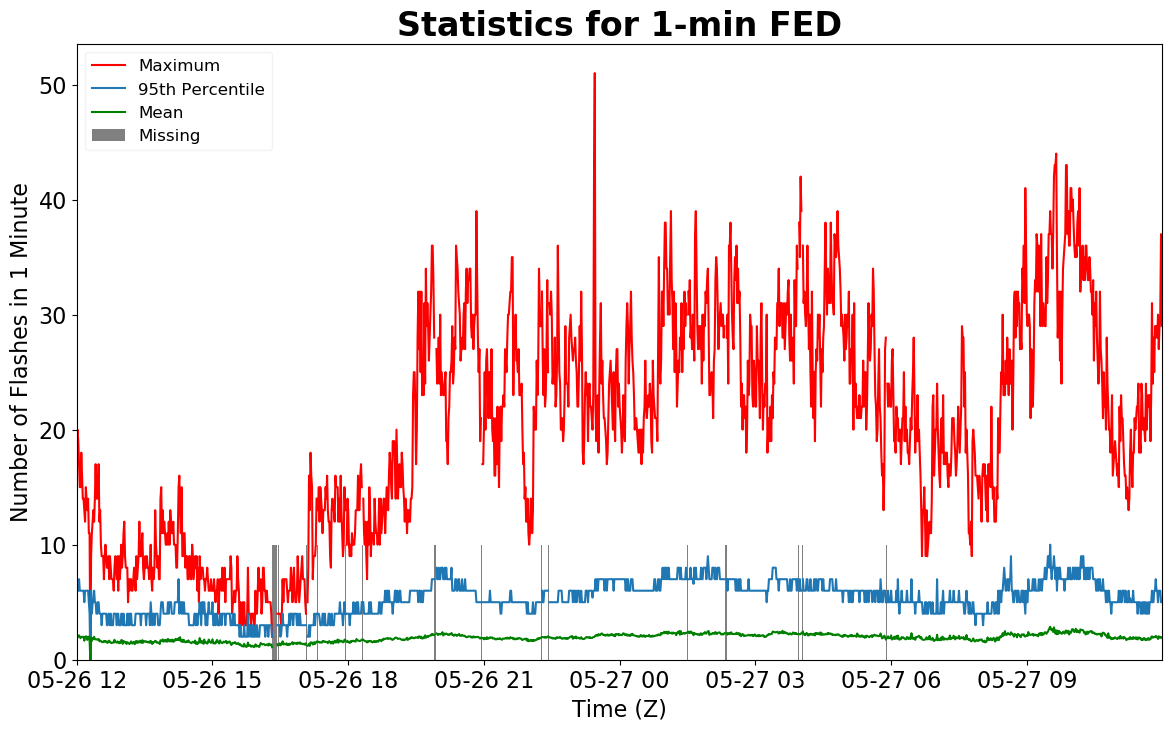 Statistics for 1-min FED
Maximum
95th Percentile
Mean
Missing
Number of Flashes in 1 Minute
50
40
30
20
10
0
05-26 12 05-26 15 05-26 18 05-26 21 05-27 00 05-27 03 05-27 06 05-27 09
Time (Z)